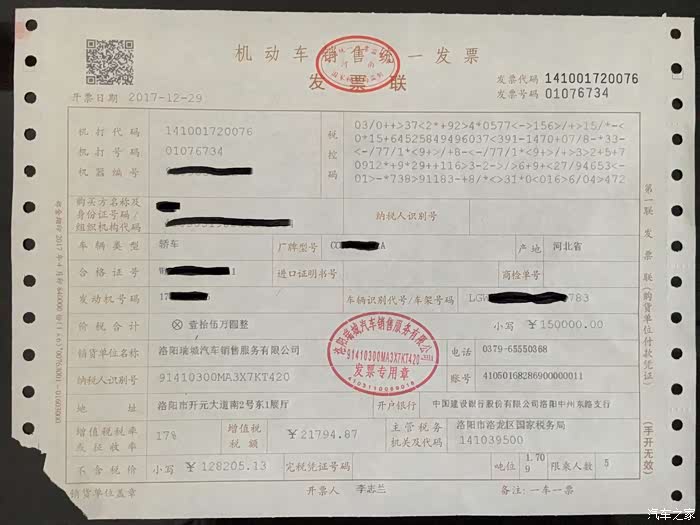 机动车销售统一发票
发票联
发票代码 141001720076
发票号码 01076734
开票日期 2017-12-29
机打代码 141001720076
机打号码 01076734
机器编号
税控码
03/0++>37<2*+92>4*0577<->156>/+>15/*-<
0*15+64525849496037<391-1470+07/8-*33-
<-/77/1*<9+>/+8-<-/77/1*<9+>/+>3>2+5+7
0912*+9*29++116>3-2->/>6+9+<27/94653<-
01>-*738>91183-+8/*<>31*0<016>6/04>472
购买方名称及
身份证号码/
组织机构代码
纳税人识别号
车辆类型 轿车 厂牌型号 CC A 产地 河北省
合格证号 W 1 进口证明书号 商检单号
发动机号码 17 车辆识别代号/车架号码 LGW 783
价税合计 ⊗ 壹拾伍万圆整 小写 ￥150000.00
销货单位名称 洛阳瑞城汽车销售服务有限公司 电话 0379-65550368
纳税人识别号 91410300MA3X7KT420 账号 41050168286900000011
地址 洛阳市开元大道南2号东1展厅 开户银行 中国建设银行股份有限公司洛阳中州东路支行
增值税税率
或征收率 17% 增值税
税额 ￥21794.87 主管税务
机关及代码 洛阳市洛龙区国家税务局
141039500
不含税价 小写 ￥128205.13 完税凭证号码 吨位 1.709 限乘人数 5
销货单位盖章 开票人 李志兰 备注:一车一票
第一联 发票联(购货单位付款凭证)
(手开无效)
洛阳瑞城汽车销售服务有限公司
91410300MA3X7KT420
发票专用章
4103110089018
汽车之家